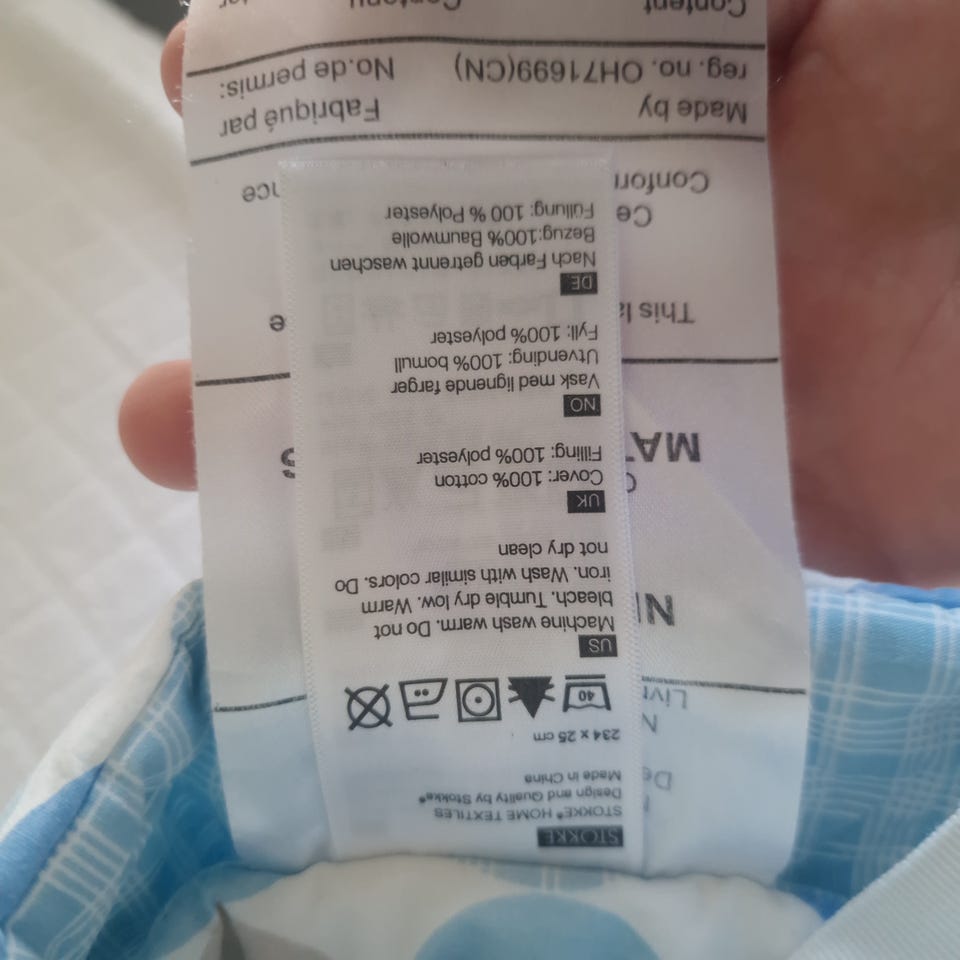 STOKKE
STOKKE® HOME TEXTILES
Design and Quality by Stokke®
Made in China
234 x 25 cm
40
US
Machine wash warm. Do not
bleach. Tumble dry low. Warm
iron. Wash with similar colors. Do
not dry clean
UK
Cover: 100% cotton
Filling: 100% polyester
NO
Vask med lignende farger
Utvending: 100% bomull
Fyll: 100% polyester
DE
Nach Farben getrennt waschen
Bezug:100% Baumwolle
Füllung: 100 % Polyester
This
Made by Fabriqué par
reg. no. OH71699(CN) No.de permis:
Content Contenu